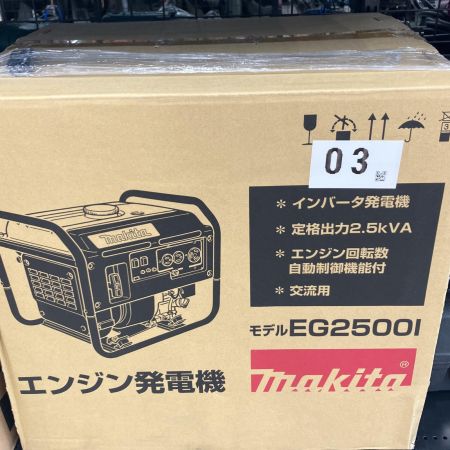 03
makita
＊ インバータ発電機
＊ 定格出力2.5kVA
＊ エンジン回転数
自動制御機能付
＊ 交流用
モデルEG2500I
エンジン発電機
makita®